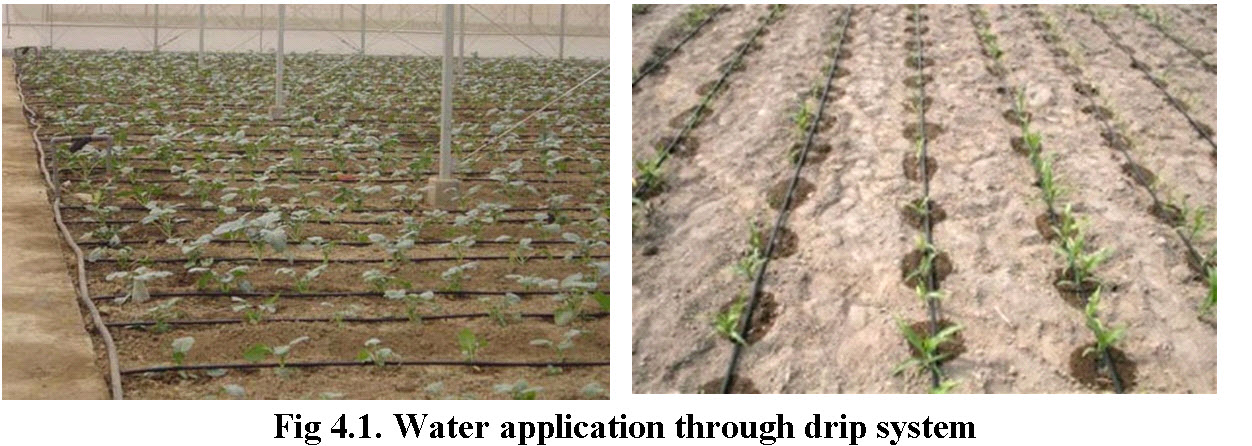 Fig 4.1. Water application through drip system